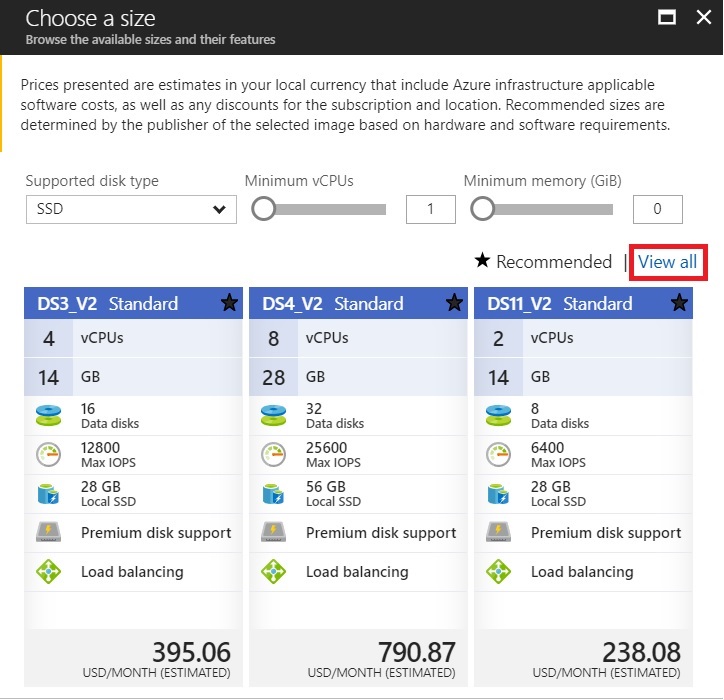 Choose a size
Browse the available sizes and their features
Prices presented are estimates in your local currency that include Azure infrastructure applicable
software costs, as well as any discounts for the subscription and location. Recommended sizes are
determined by the publisher of the selected image based on hardware and software requirements.
Supported disk type
SSD
Minimum vCPUs
1
Minimum memory (GiB)
0
★ Recommended | View all
DS3_V2 Standard
4 vCPUs
14 GB
16
Data disks
12800
Max IOPS
28 GB
Local SSD
Premium disk support
Load balancing
395.06
USD/MONTH (ESTIMATED)
DS4_V2 Standard
8 vCPUs
28 GB
32
Data disks
25600
Max IOPS
56 GB
Local SSD
Premium disk support
Load balancing
790.87
USD/MONTH (ESTIMATED)
DS11_V2 Standard
2 vCPUs
14 GB
8
Data disks
6400
Max IOPS
28 GB
Local SSD
Premium disk support
Load balancing
238.08
USD/MONTH (ESTIMATED)